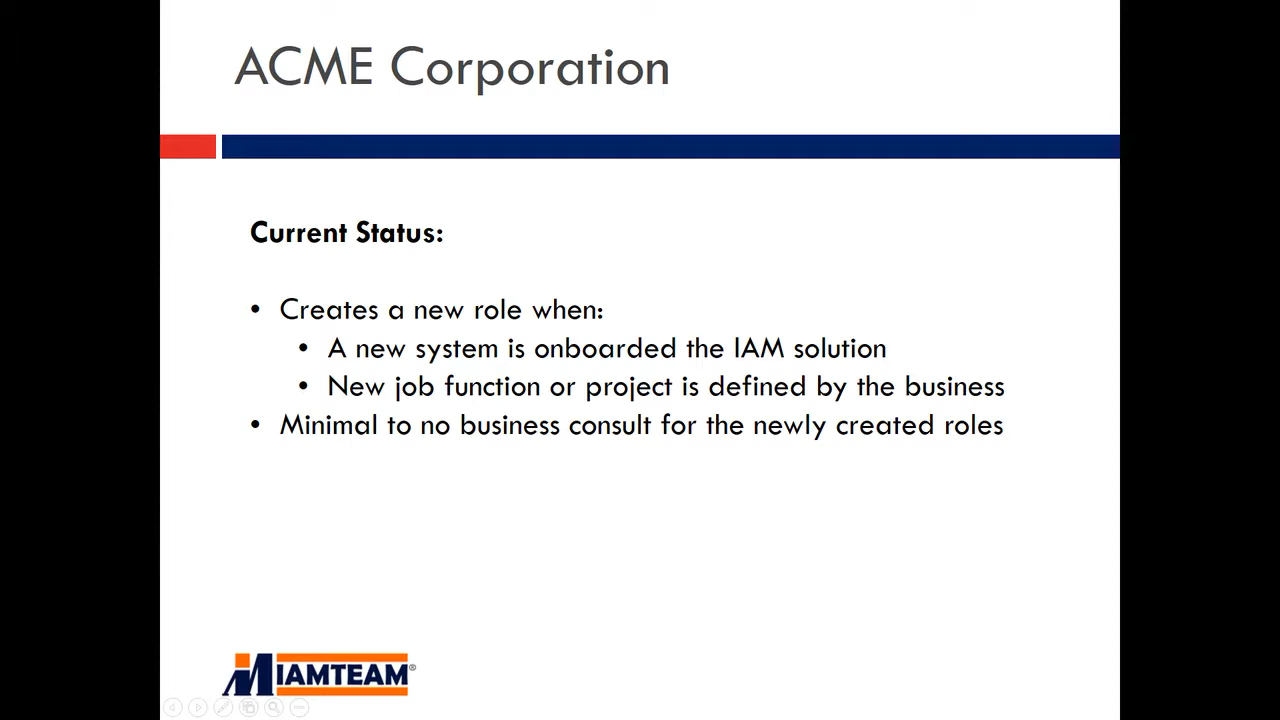 ACME Corporation
Current Status:
• Creates a new role when:
• A new system is onboarded the IAM solution
• New job function or project is defined by the business
• Minimal to no business consult for the newly created roles
IAMTEAM®